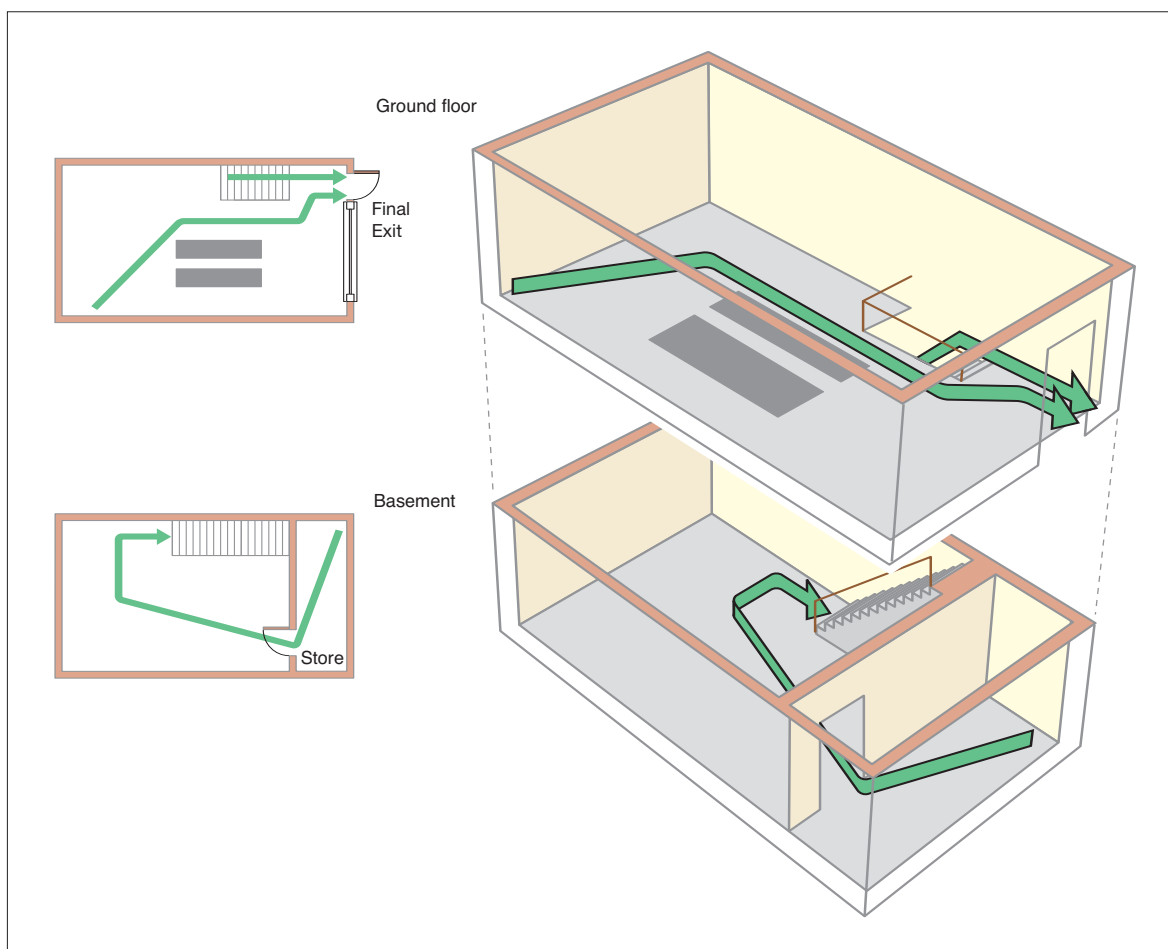 Ground floor
Final
Exit
Basement
Store